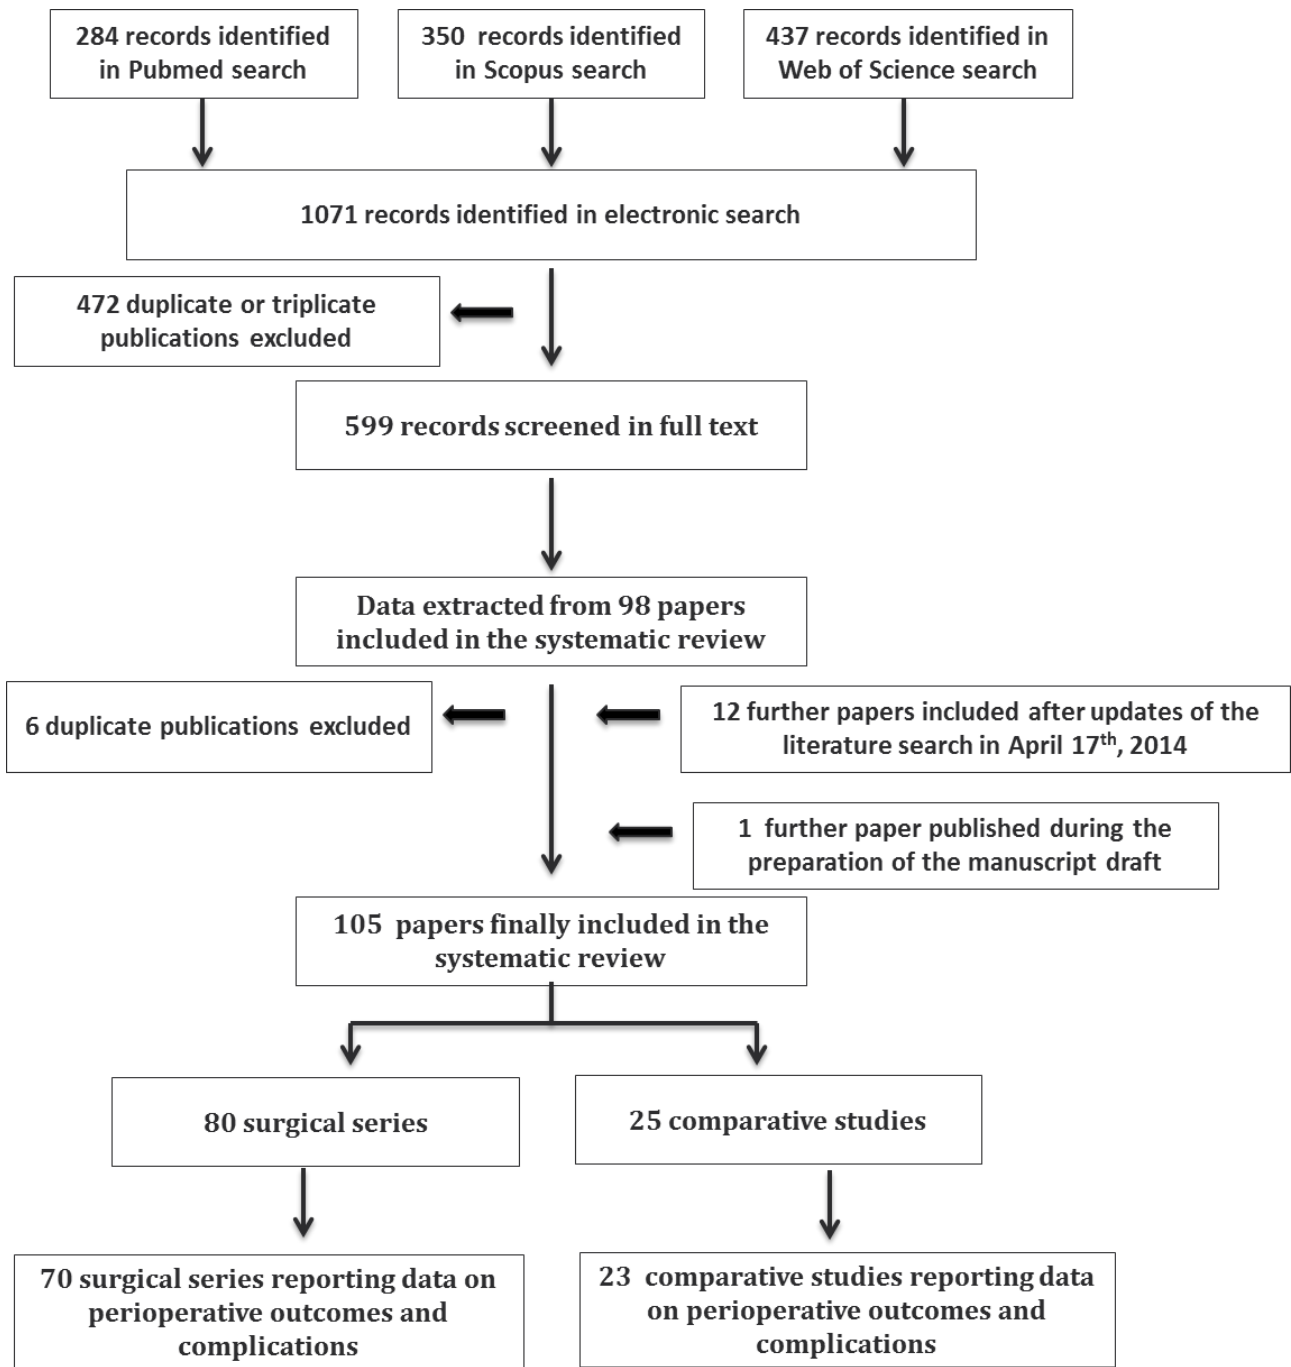 284 records identified
in Pubmed search
350 records identified
in Scopus search
437 records identified in
Web of Science search
1071 records identified in electronic search
472 duplicate or triplicate
publications excluded
599 records screened in full text
Data extracted from 98 papers
included in the systematic review
6 duplicate publications excluded
12 further papers included after updates of the
literature search in April 17th, 2014
1 further paper published during the
preparation of the manuscript draft
105 papers finally included in the
systematic review
80 surgical series
25 comparative studies
70 surgical series reporting data on
perioperative outcomes and
complications
23 comparative studies reporting data
on perioperative outcomes and
complications